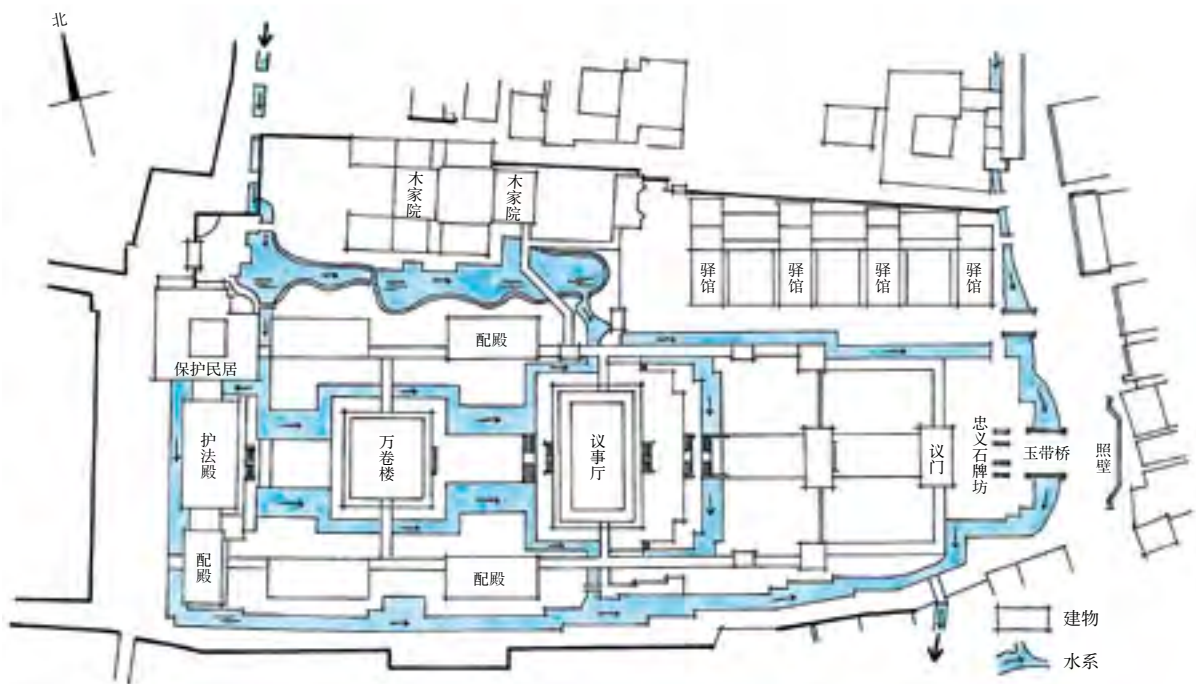 北
木家院
木家院
驿馆
驿馆
驿馆
驿馆
配殿
保护民居
护法殿
万卷楼
议事厅
议门
忠义石牌坊
玉带桥
照壁
配殿
配殿
建物
水系